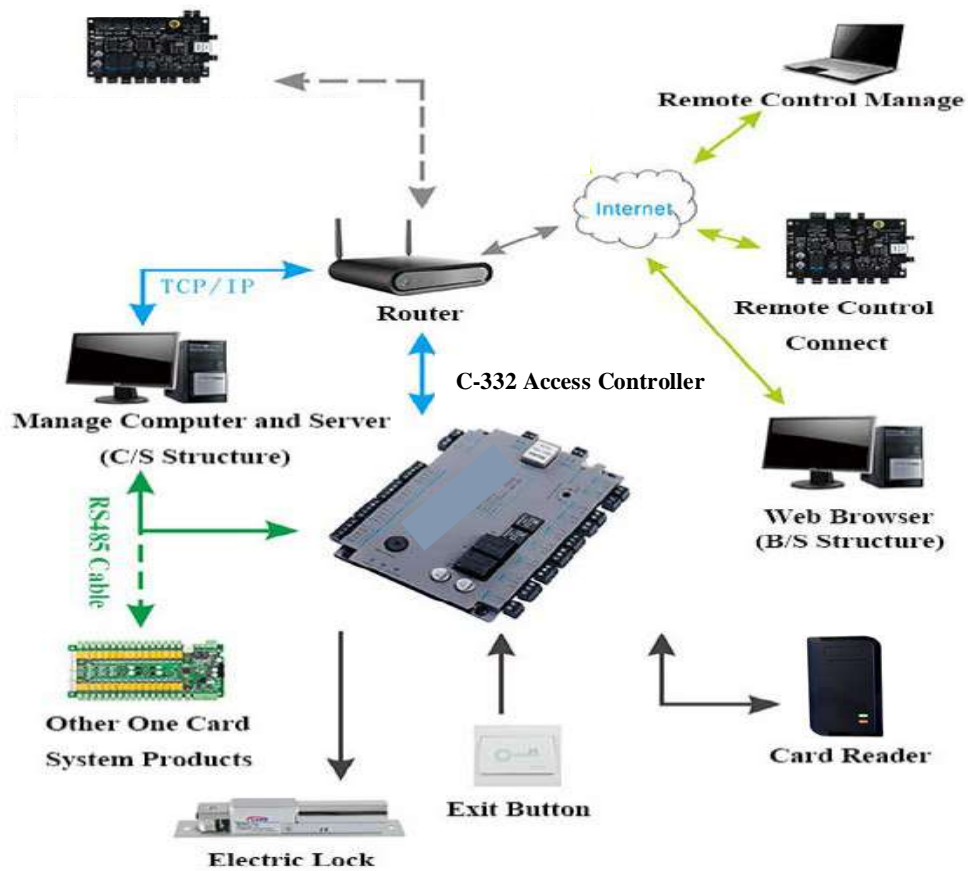 Remote Control Manage
Internet
TCP/IP
Router
Remote Control
Connect
C-332 Access Controller
Manage Computer and Server
(C/S Structure)
Web Browser
(B/S Structure)
RS485 Cable
Other One Card
System Products
Card Reader
Exit Button
Electric Lock